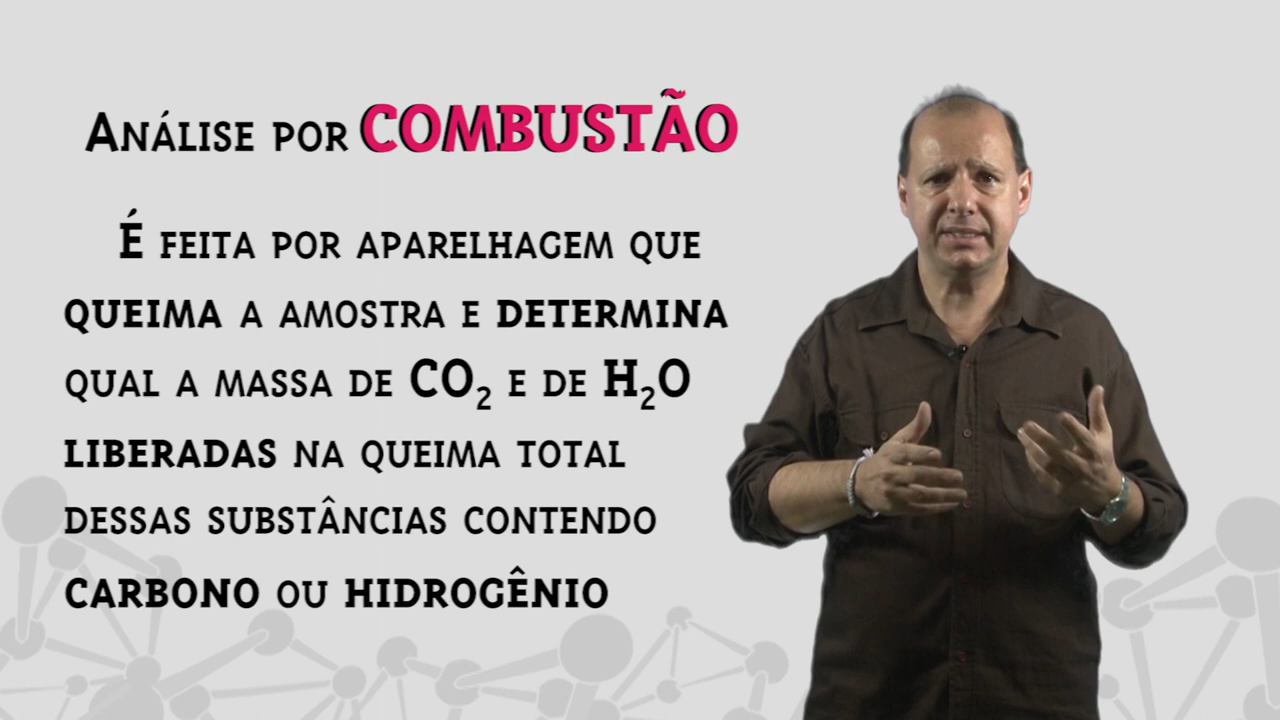 Análise por COMBUSTÃO
É feita por aparelhagem que
QUEIMA a amostra e DETERMINA
qual a massa de CO₂ e de H₂O
LIBERADAS na queima total
dessas substâncias contendo
CARBONO ou HIDROGÊNIO